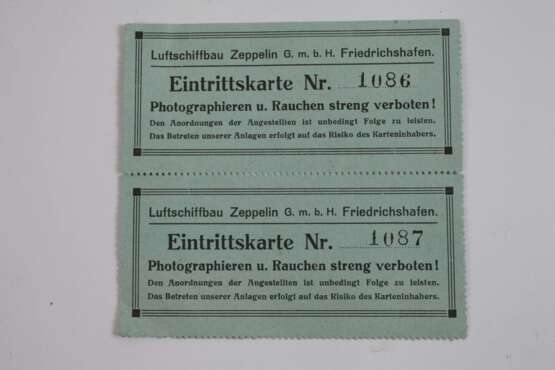 Luftschiffbau Zeppelin G. m. b. H. Friedrichshafen.
Eintrittskarte Nr. 1086
Photographieren u. Rauchen streng verboten!
Den Anordnungen der Angestellten ist unbedingt Folge zu leisten.
Das Betreten unserer Anlagen erfolgt auf das Risiko des Karteninhabers.
Luftschiffbau Zeppelin G. m. b. H. Friedrichshafen.
Eintrittskarte Nr. 1087
Photographieren u. Rauchen streng verboten!
Den Anordnungen der Angestellten ist unbedingt Folge zu leisten.
Das Betreten unserer Anlagen erfolgt auf das Risiko des Karteninhabers.